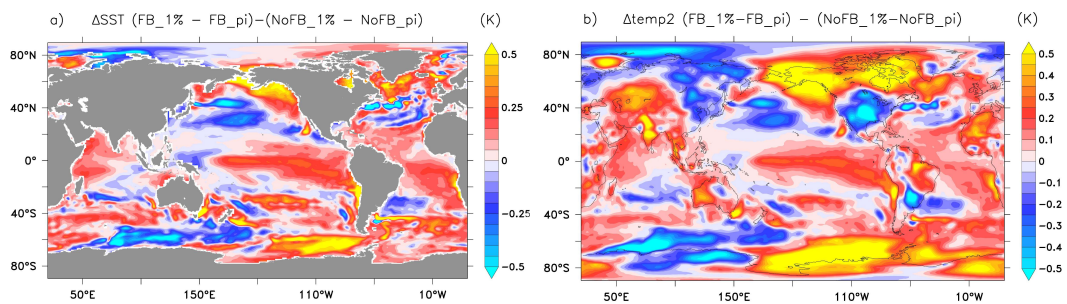 a) ΔSST (FB_1% - FB_pi)-(NoFB_1% - NoFB_pi) (K)
80°N
40°N
0°
40°S
80°S
50°E 150°E 110°W 10°W
0.5
0.25
0
−0.25
−0.5
b) Δtemp2 (FB_1%-FB_pi) - (NoFB_1%-NoFB_pi) (K)
80°N
40°N
0°
40°S
80°S
50°E 150°E 110°W 10°W
0.5
0.4
0.3
0.2
0.1
0
−0.1
−0.2
−0.3
−0.4
−0.5